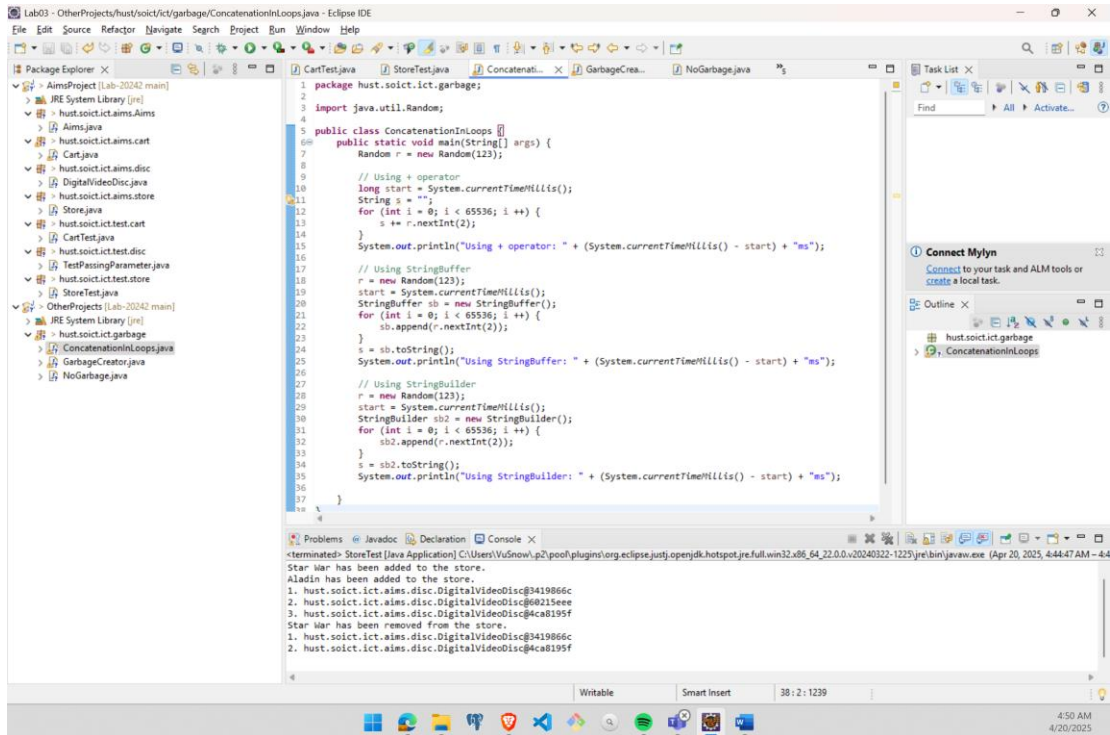 Lab03 - OtherProjects/hust/soict/ict/garbage/ConcatenationInLoops.java - Eclipse IDE
File Edit Source Refactor Navigate Search Project Run Window Help
Package Explorer
> AimsProject [Lab-20242 main]
JRE System Library [jre]
> hust.soict.ict.aims.Aims
Aims.java
> hust.soict.ict.aims.cart
Cart.java
> hust.soict.ict.aims.disc
DigitalVideoDisc.java
> hust.soict.ict.aims.store
Store.java
> hust.soict.ict.test.cart
CartTest.java
> hust.soict.ict.test.disc
TestPassingParameter.java
> hust.soict.ict.test.store
StoreTest.java
> OtherProjects [Lab-20242 main]
JRE System Library [jre]
> hust.soict.ict.garbage
ConcatenationInLoops.java
GarbageCreator.java
NoGarbage.java
CartTest.java StoreTest.java Concatenati... GarbageCrea... NoGarbage.java »5
1 package hust.soict.ict.garbage;
2
3 import java.util.Random;
4
5 public class ConcatenationInLoops {
6 public static void main(String[] args) {
7 Random r = new Random(123);
8
9 // Using + operator
10 long start = System.currentTimeMillis();
11 String s = "";
12 for (int i = 0; i < 65536; i ++) {
13 s += r.nextInt(2);
14 }
15 System.out.println("Using + operator: " + (System.currentTimeMillis() - start) + "ms");
16
17 // Using StringBuffer
18 r = new Random(123);
19 start = System.currentTimeMillis();
20 StringBuffer sb = new StringBuffer();
21 for (int i = 0; i < 65536; i ++) {
22 sb.append(r.nextInt(2));
23 }
24 s = sb.toString();
25 System.out.println("Using StringBuffer: " + (System.currentTimeMillis() - start) + "ms");
26
27 // Using StringBuilder
28 r = new Random(123);
29 start = System.currentTimeMillis();
30 StringBuilder sb2 = new StringBuilder();
31 for (int i = 0; i < 65536; i ++) {
32 sb2.append(r.nextInt(2));
33 }
34 s = sb2.toString();
35 System.out.println("Using StringBuilder: " + (System.currentTimeMillis() - start) + "ms");
36
37 }
38 }
Task List
Find All Activate...
Connect Mylyn
Connect to your task and ALM tools or
create a local task.
Outline
hust.soict.ict.garbage
ConcatenationInLoops
Problems Javadoc Declaration Console
<terminated> StoreTest [Java Application] C:\Users\VuSnow\.p2\pool\plugins\org.eclipse.justj.openjdk.hotspot.jre.full.win32.x86_64_22.0.0.v20240322-1225\jre\bin\javaw.exe (Apr 20, 2025, 4:44:47 AM – 4:4
Star War has been added to the store.
Aladin has been added to the store.
1. hust.soict.ict.aims.disc.DigitalVideoDisc@3419866c
2. hust.soict.ict.aims.disc.DigitalVideoDisc@60215eee
3. hust.soict.ict.aims.disc.DigitalVideoDisc@4ca8195f
Star War has been removed from the store.
1. hust.soict.ict.aims.disc.DigitalVideoDisc@3419866c
2. hust.soict.ict.aims.disc.DigitalVideoDisc@4ca8195f
Writable Smart Insert 38 : 2 : 1239
4:50 AM
4/20/2025